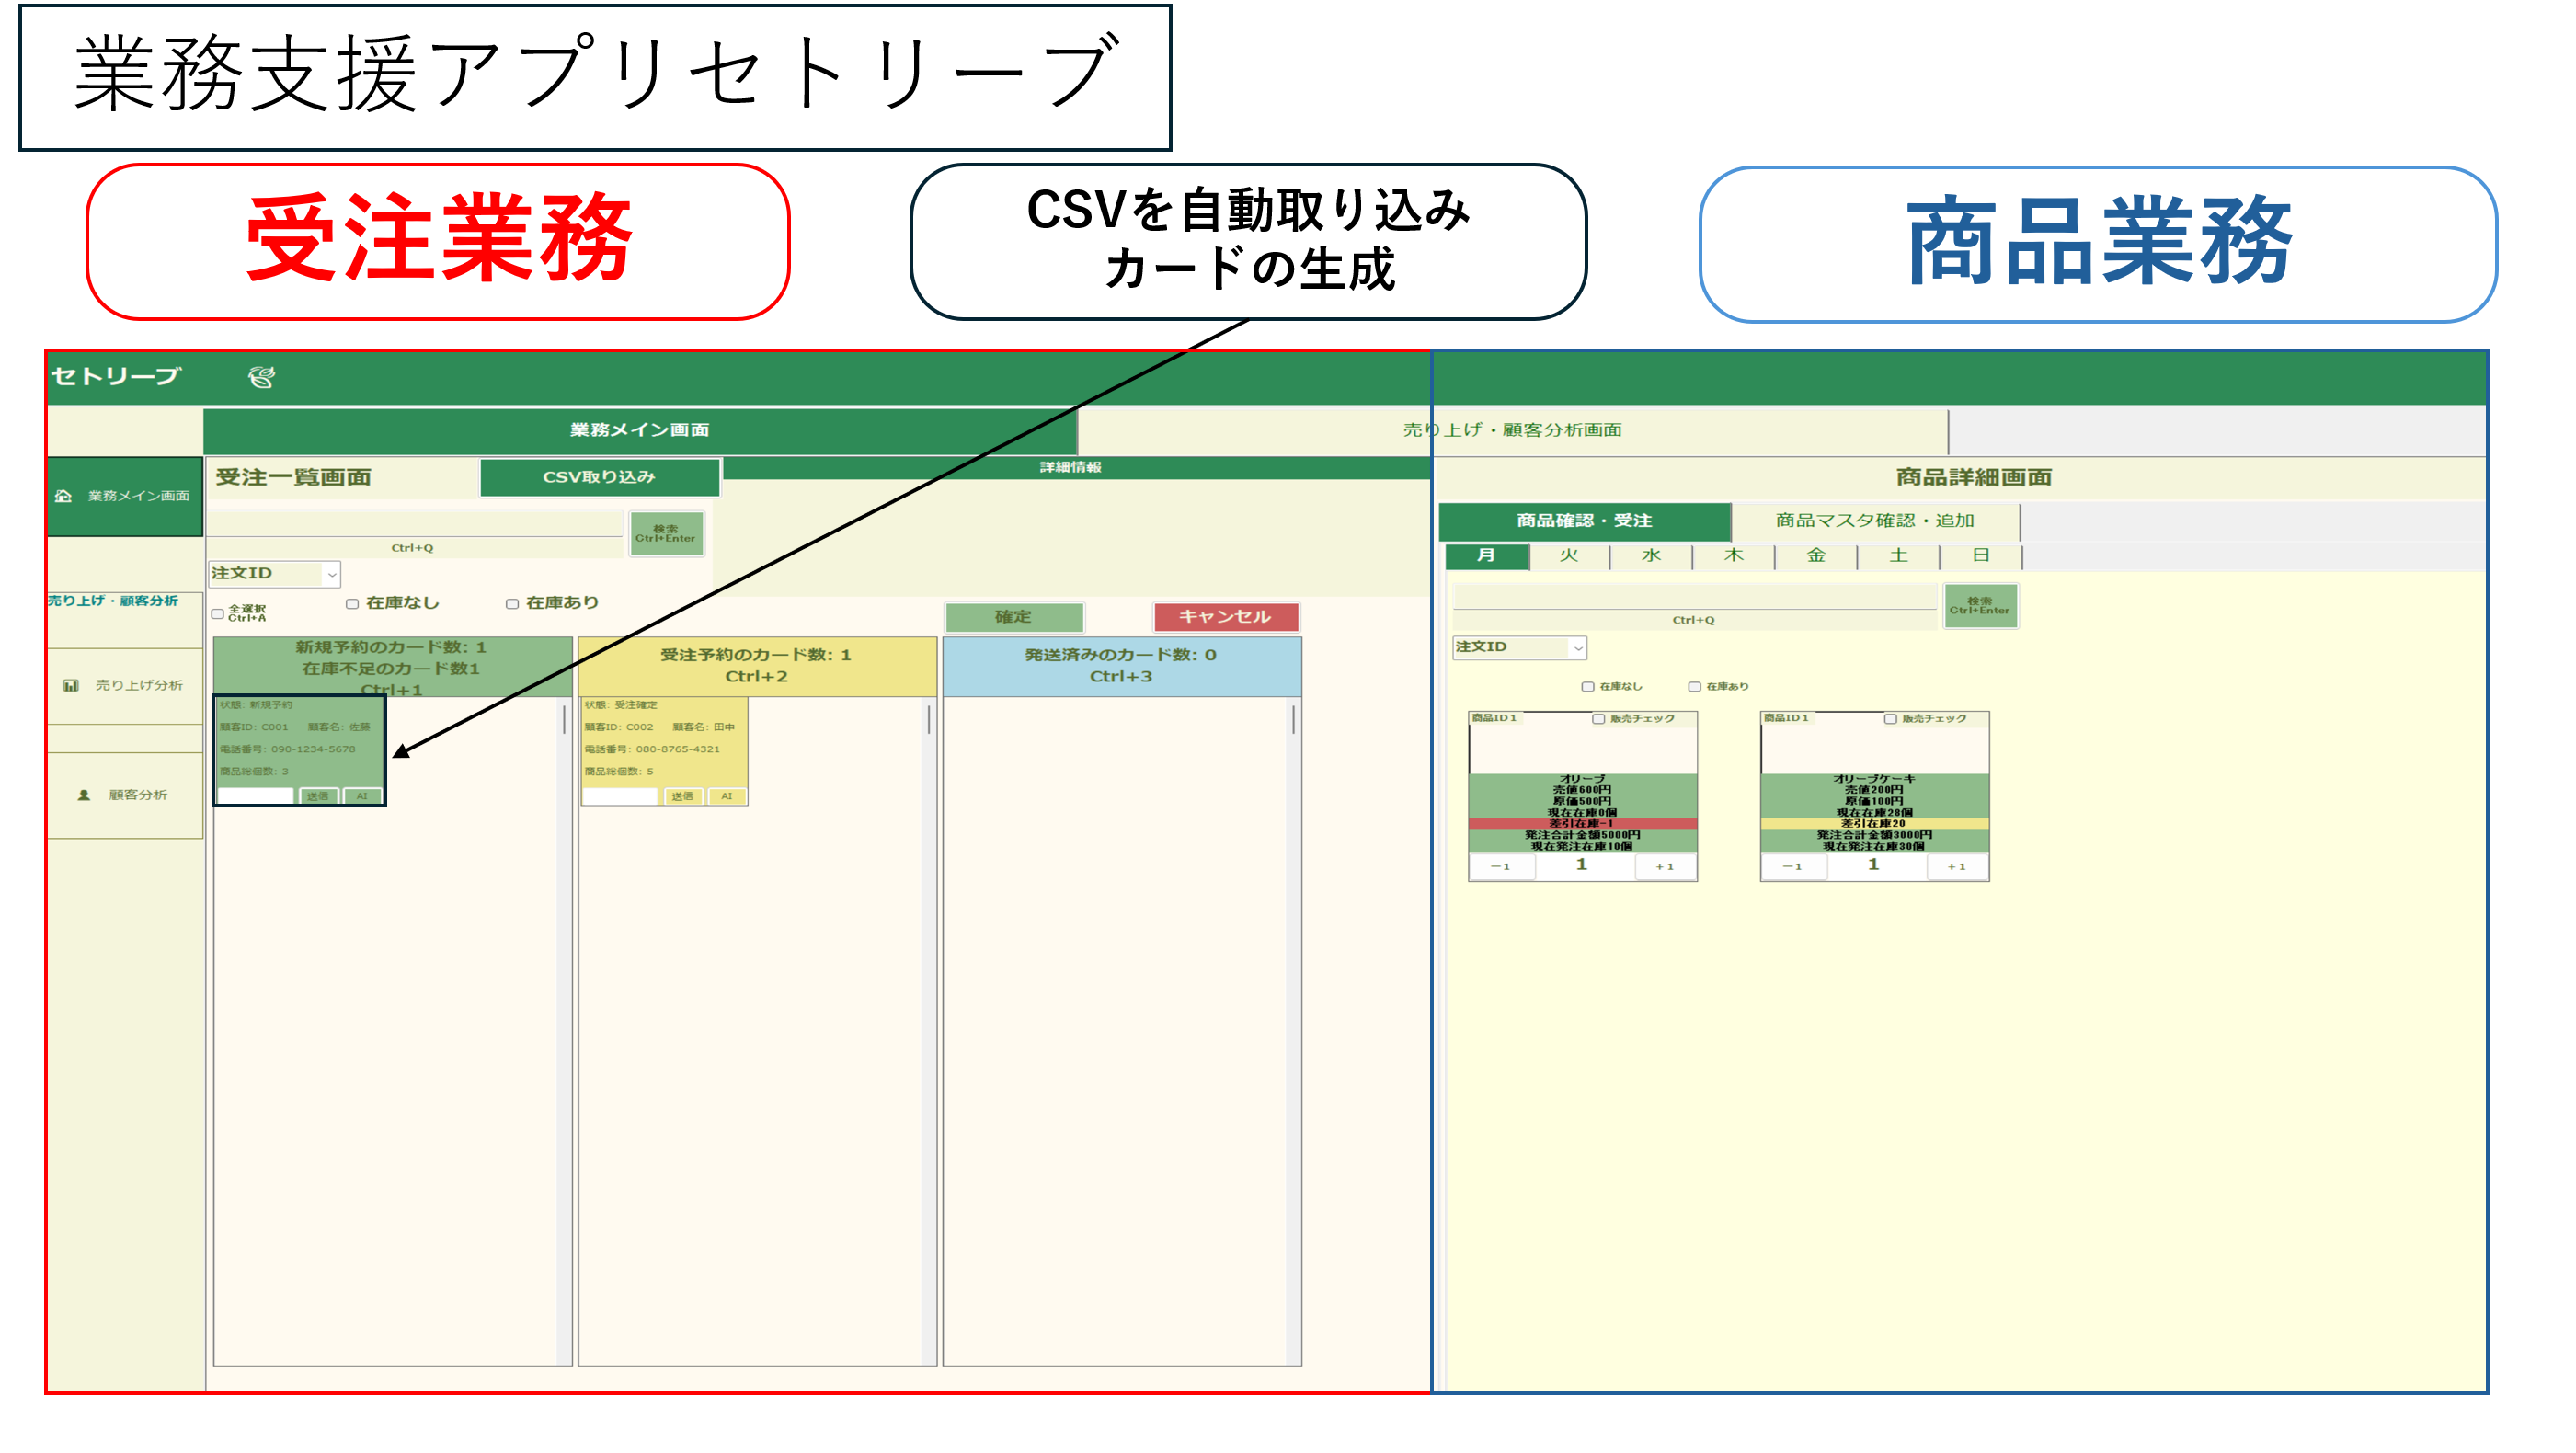 業務支援アプリセトリーブ
受注業務
CSVを自動取り込み
カードの生成
商品業務
セトリーブ
業務メイン画面
売り上げ・顧客分析画面
業務メイン画面
売り上げ・顧客分析
売り上げ分析
顧客分析
受注一覧画面
CSV取り込み
詳細情報
検索
Ctrl+Enter
Ctrl+Q
注文ID
全選択
Ctrl+A
在庫なし
在庫あり
確定
キャンセル
新規予約のカード数: 1
在庫不足のカード数1
Ctrl+1
状態: 新規予約
顧客ID: C001 顧客名: 佐藤
電話番号: 090-1234-5678
商品総個数: 3
送信 AI
受注予約のカード数: 1
Ctrl+2
状態: 受注確定
顧客ID: C002 顧客名: 田中
電話番号: 080-8765-4321
商品総個数: 5
送信 AI
発送済みのカード数: 0
Ctrl+3
商品詳細画面
商品確認・受注
商品マスタ確認・追加
月 火 水 木 金 土 日
検索
Ctrl+Enter
Ctrl+Q
注文ID
在庫なし
在庫あり
商品ID1 販売チェック
オリーブ
売値600円
原価500円
現在在庫0個
差引在庫-1
発注合計金額5000円
現在発注在庫10個
－1 1 +1
商品ID1 販売チェック
オリーブケーキ
売値200円
原価100円
現在在庫28個
差引在庫20
発注合計金額3000円
現在発注在庫30個
－1 1 +1